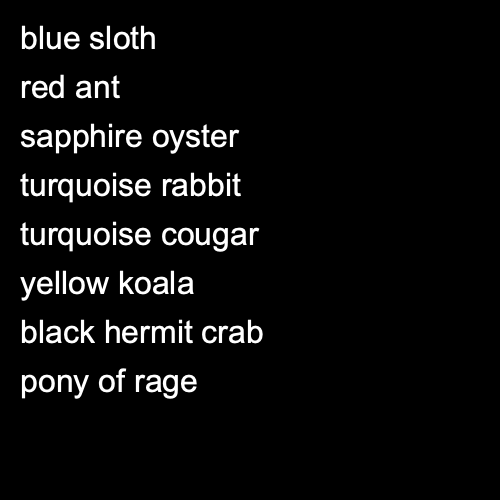 blue sloth
red ant
sapphire oyster
turquoise rabbit
turquoise cougar
yellow koala
black hermit crab
pony of rage